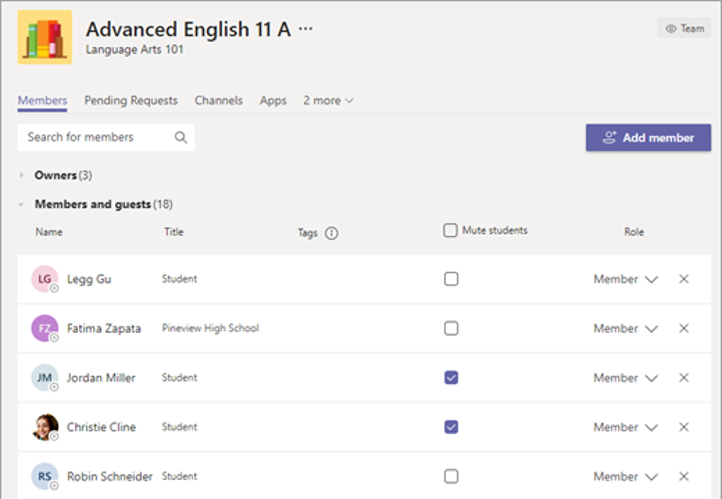 Advanced English 11 A ···
Language Arts 101
Team
Members Pending Requests Channels Apps 2 more
Search for members
Add member
Owners (3)
Members and guests (18)
Name Title Tags Mute students Role
LG Legg Gu Student Member
FZ Fatima Zapata Pineview High School Member
JM Jordan Miller Student Member
Christie Cline Student Member
RS Robin Schneider Student Member